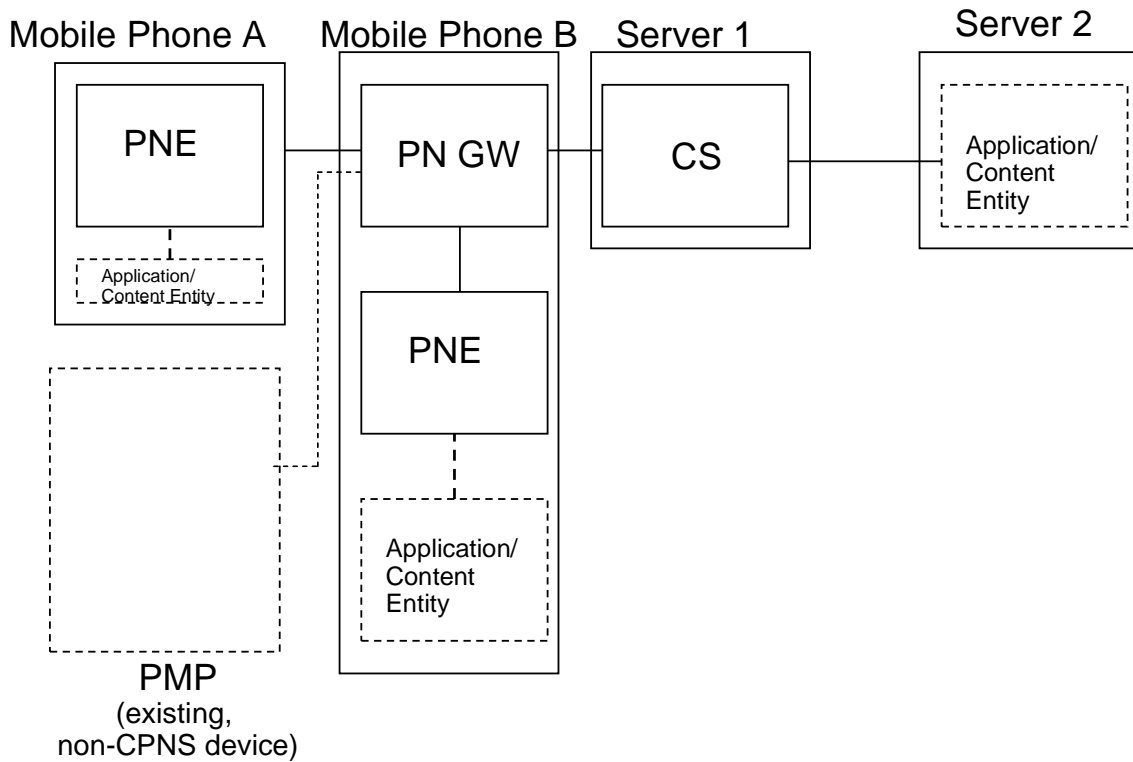 Mobile Phone A
Mobile Phone B
Server 1
Server 2
PNE
PN GW
CS
Application/
Content
Entity
Application/
Content Entity
PNE
Application/
Content
Entity
PMP
(existing,
non-CPNS device)